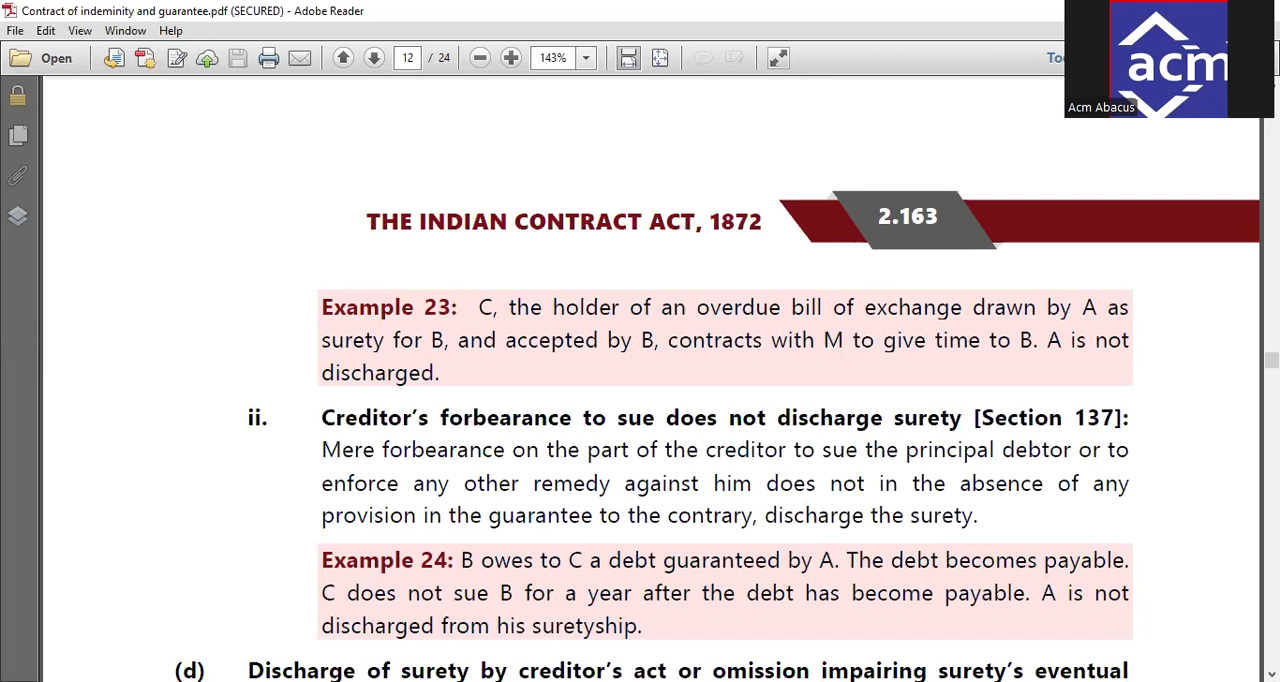 Contract of indeminity and guarantee.pdf (SECURED) - Adobe Reader
File Edit View Window Help
Open 12 / 24 143% Too
acm
Acm Abacus
THE INDIAN CONTRACT ACT, 1872 2.163
Example 23: C, the holder of an overdue bill of exchange drawn by A as
surety for B, and accepted by B, contracts with M to give time to B. A is not
discharged.
ii. Creditor’s forbearance to sue does not discharge surety [Section 137]:
Mere forbearance on the part of the creditor to sue the principal debtor or to
enforce any other remedy against him does not in the absence of any
provision in the guarantee to the contrary, discharge the surety.
Example 24: B owes to C a debt guaranteed by A. The debt becomes payable.
C does not sue B for a year after the debt has become payable. A is not
discharged from his suretyship.
(d) Discharge of surety by creditor’s act or omission impairing surety’s eventual